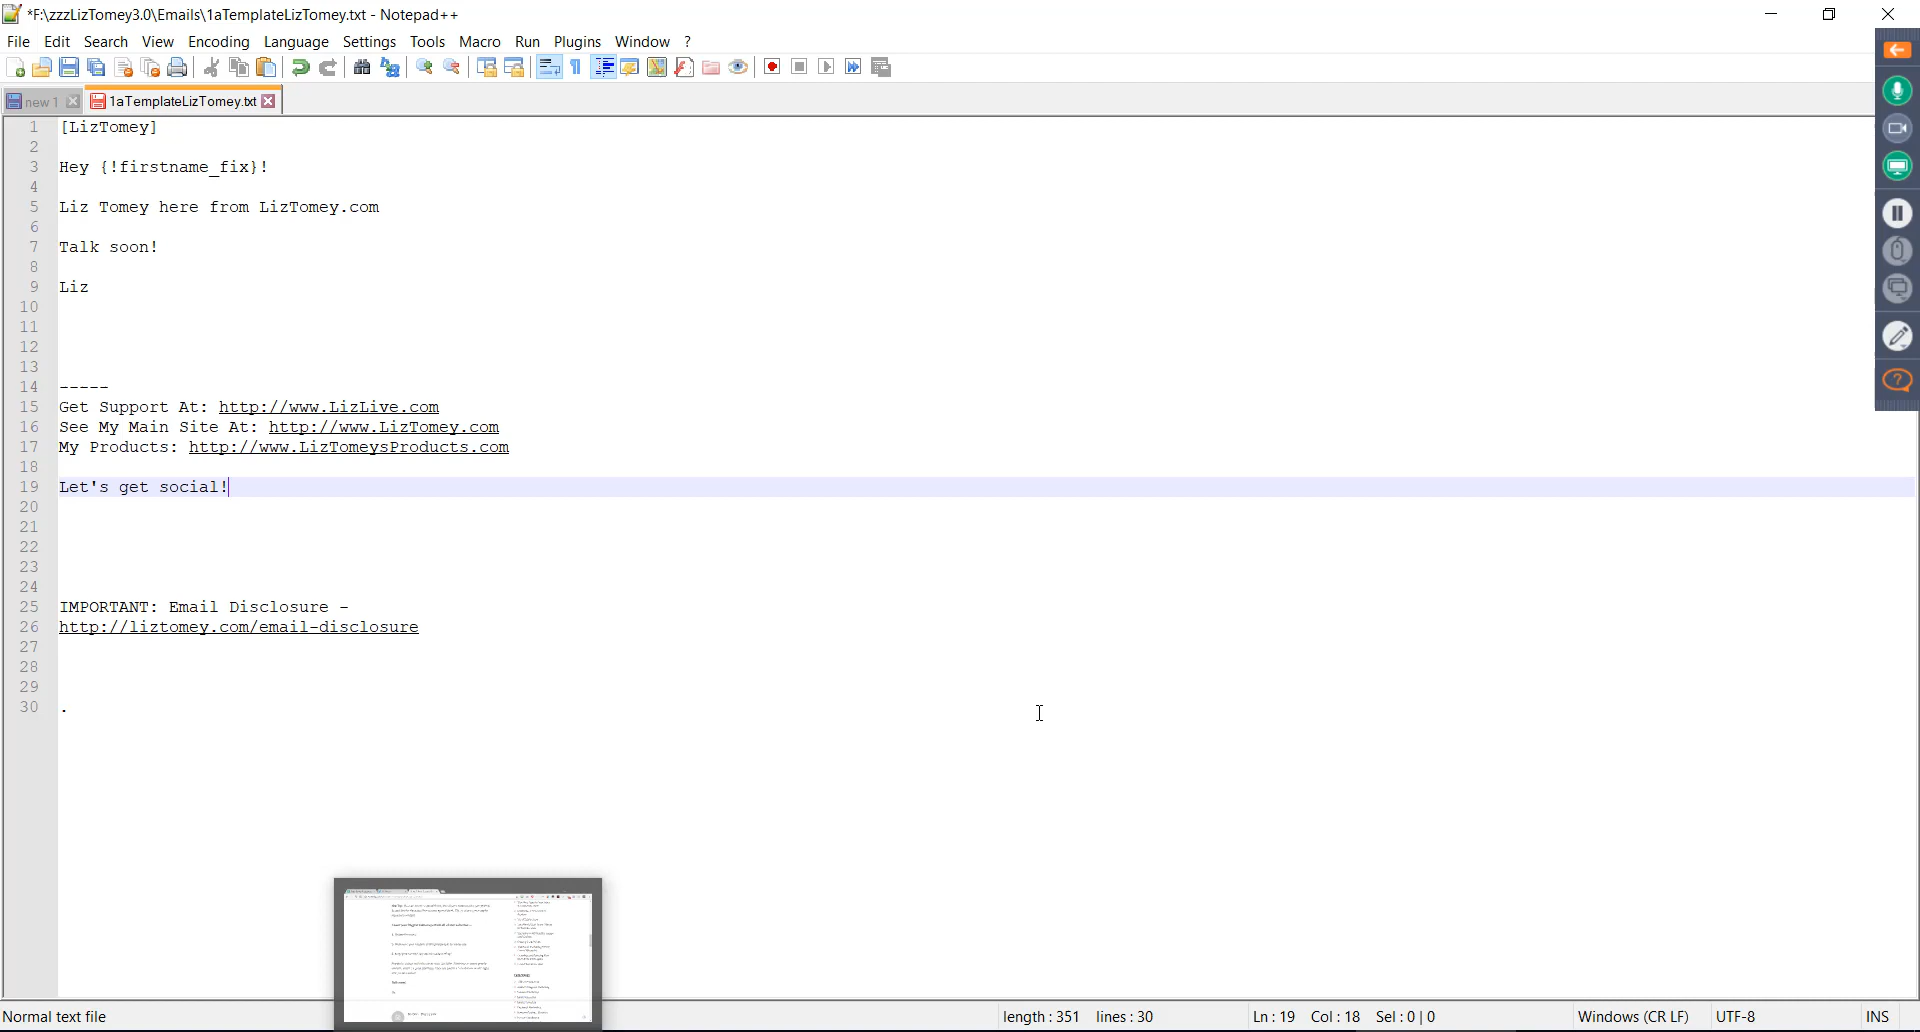 *F:\zzzLizTomey3.0\Emails\1aTemplateLizTomey.txt - Notepad++
File Edit Search View Encoding Language Settings Tools Macro Run Plugins Window ?
new 1 1aTemplateLizTomey.txt
1 [LizTomey]
2
3 Hey {!firstname_fix}!
4
5 Liz Tomey here from LizTomey.com
6
7 Talk soon!
8
9 Liz
10
11
12
13
14 -----
15 Get Support At: http://www.LizLive.com
16 See My Main Site At: http://www.LizTomey.com
17 My Products: http://www.LizTomeysProducts.com
18
19 Let's get social!
20
21
22
23
24
25 IMPORTANT: Email Disclosure -
26 http://liztomey.com/email-disclosure
27
28
29
30 .
Normal text file length : 351 lines : 30 Ln : 19 Col : 18 Sel : 0 | 0 Windows (CR LF) UTF-8 INS